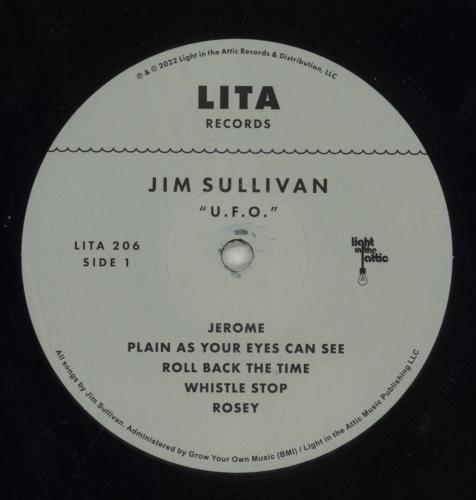 ℗ & © 2022 Light in the Attic Records & Distribution, LLC
LITA
RECORDS
JIM SULLIVAN
"U.F.O."
LITA 206
SIDE 1
light
in the
attic
JEROME
PLAIN AS YOUR EYES CAN SEE
ROLL BACK THE TIME
WHISTLE STOP
ROSEY
All songs by Jim Sullivan. Administered by Grow Your Own Music (BMI) / Light in the Attic Music Publishing LLC